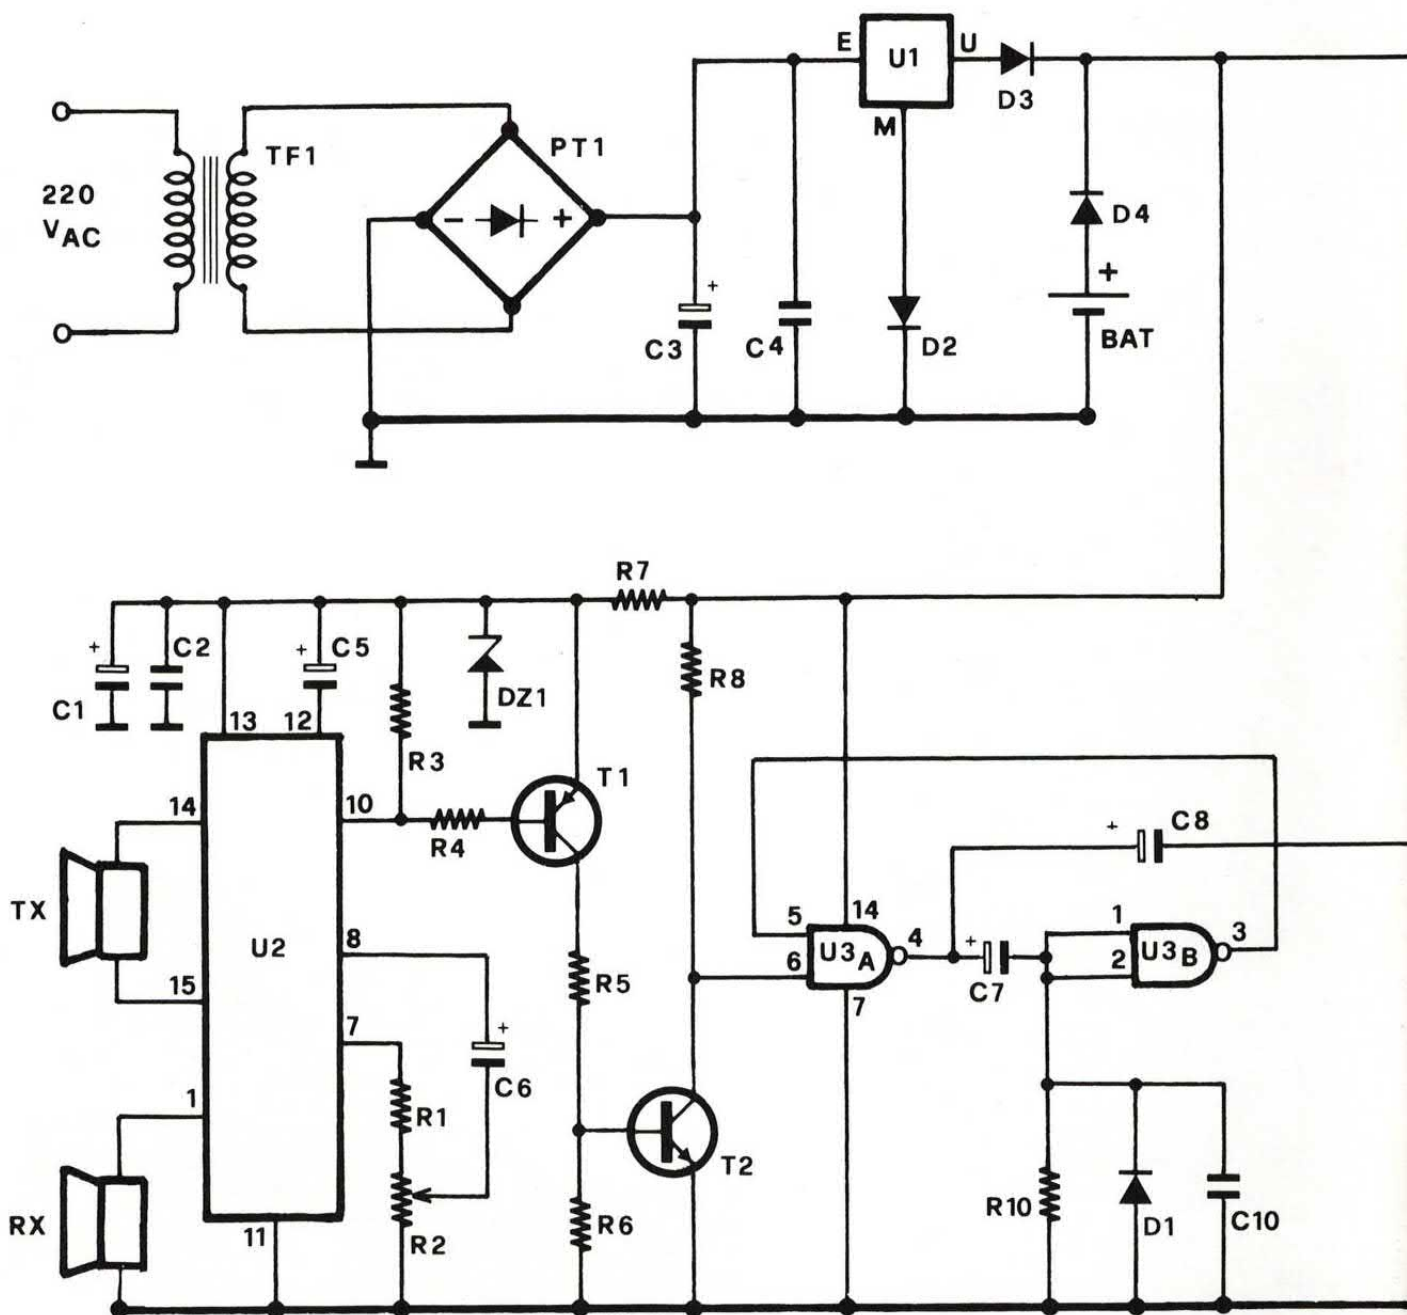 E
U1
U
D3
M
220
VAC
TF1
PT1
-
+
+
C3
C4
D2
D4
+
BAT
R7
+
C1
C2
+
C5
DZ1
R8
13
12
R3
T1
14
10
R4
+
C8
TX
U2
8
R5
5
6
14
U3A
4
7
+
C7
1
2
U3B
3
15
7
+
C6
1
R1
T2
R10
D1
C10
RX
11
R2
R6